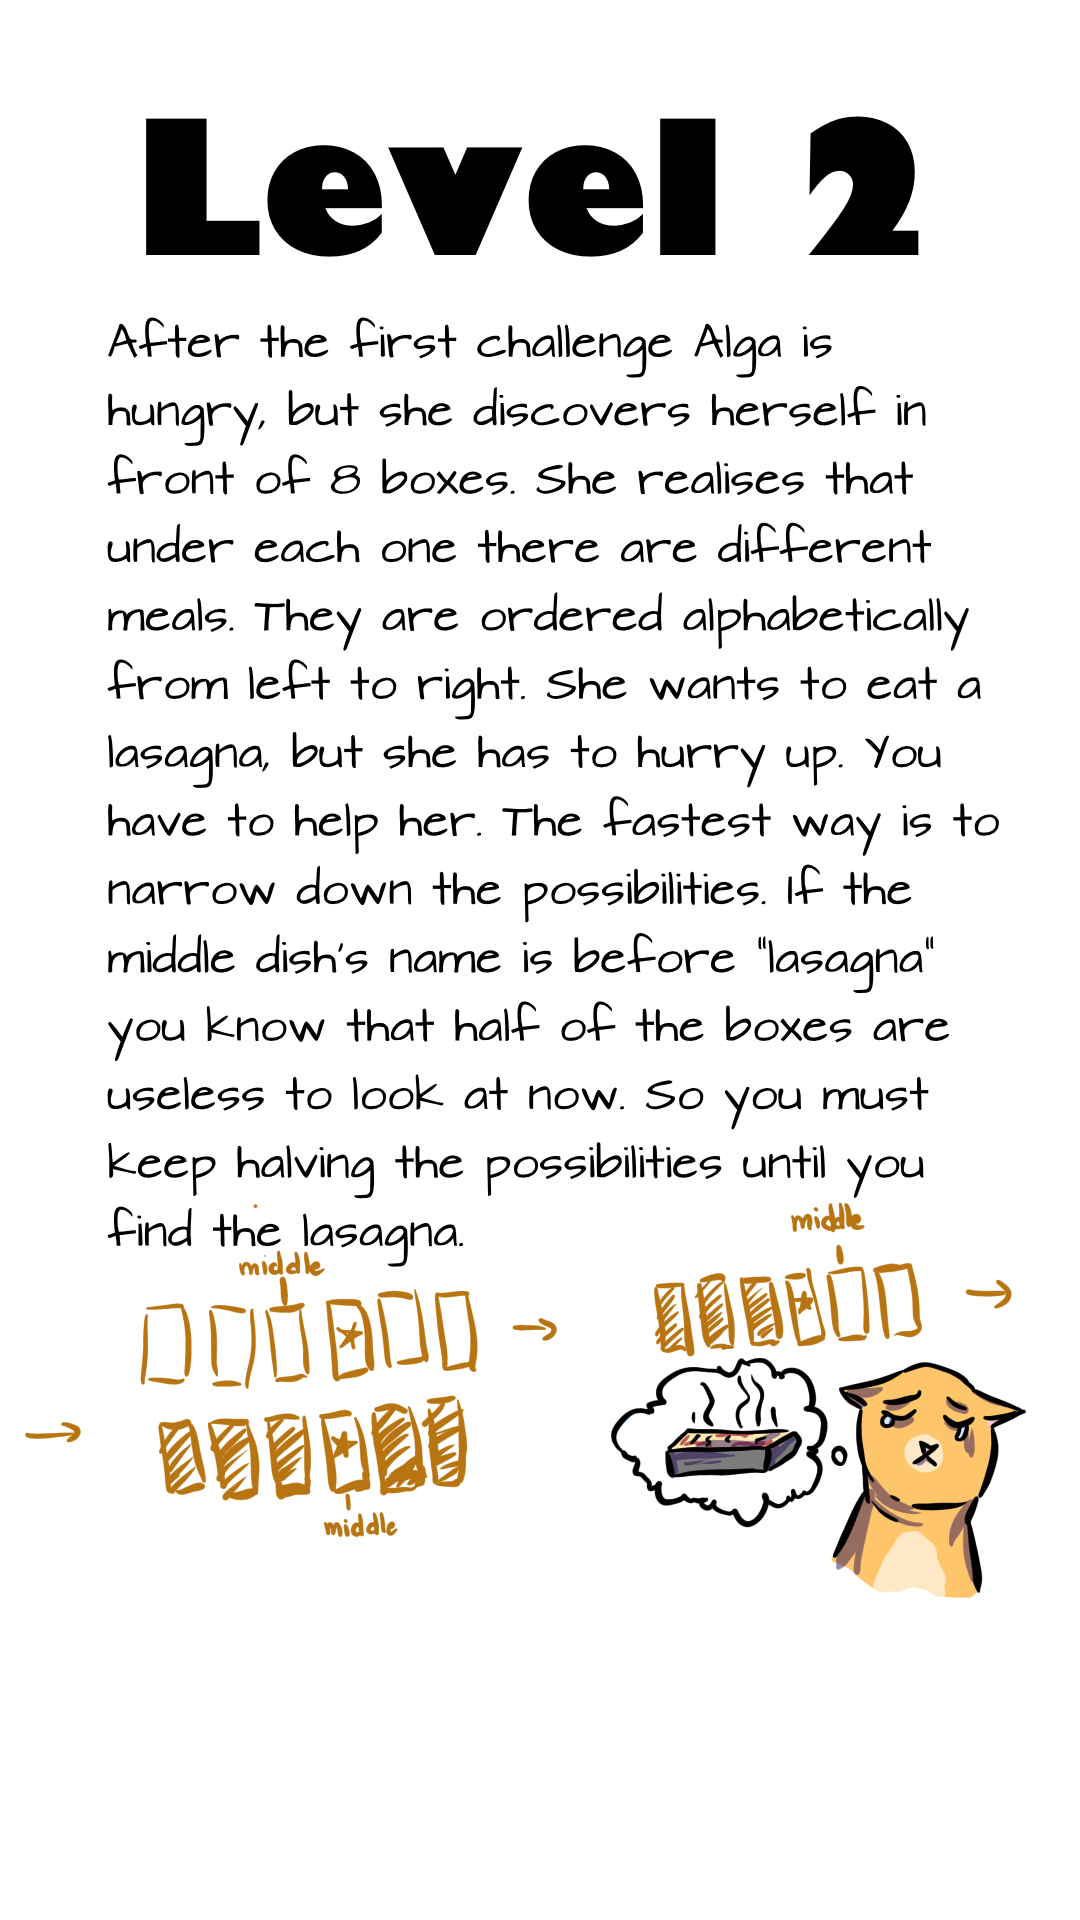 Level 2
After the first challenge Alga is
hungry, but she discovers herself in
front of 8 boxes. She realises that
under each one there are different
meals. They are ordered alphabetically
from left to right. She wants to eat a
lasagna, but she has to hurry up. You
have to help her. The fastest way is to
narrow down the possibilities. If the
middle dish's name is before "lasagna"
you know that half of the boxes are
useless to look at now. So you must
keep halving the possibilities until you
find the lasagna.
middle
middle
middle